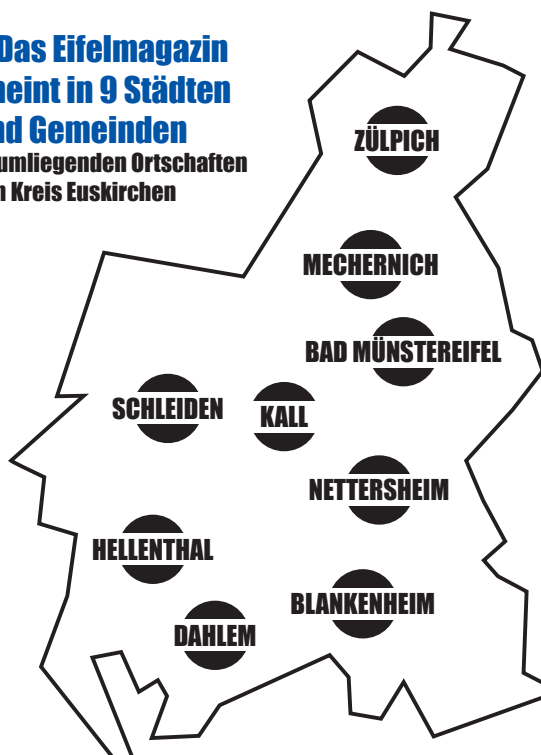 Das Eifelmagazin
heint in 9 Städten
nd Gemeinden
umliegenden Ortschaften
Kreis Euskirchen
ZÜLPICH
MECHERNICH
BAD MÜNSTEREIFEL
SCHLEIDEN
KALL
NETTERSHEIM
HELLENTHAL
BLANKENHEIM
DAHLEM